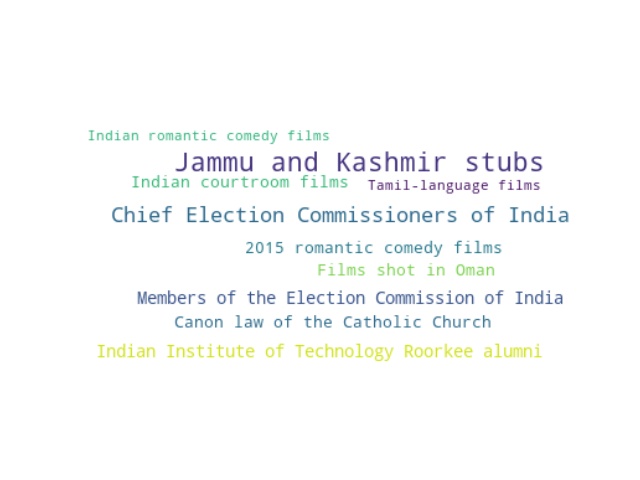 Indian romantic comedy films
Jammu and Kashmir stubs
Indian courtroom films
Tamil-language films
Chief Election Commissioners of India
2015 romantic comedy films
Films shot in Oman
Members of the Election Commission of India
Canon law of the Catholic Church
Indian Institute of Technology Roorkee alumni